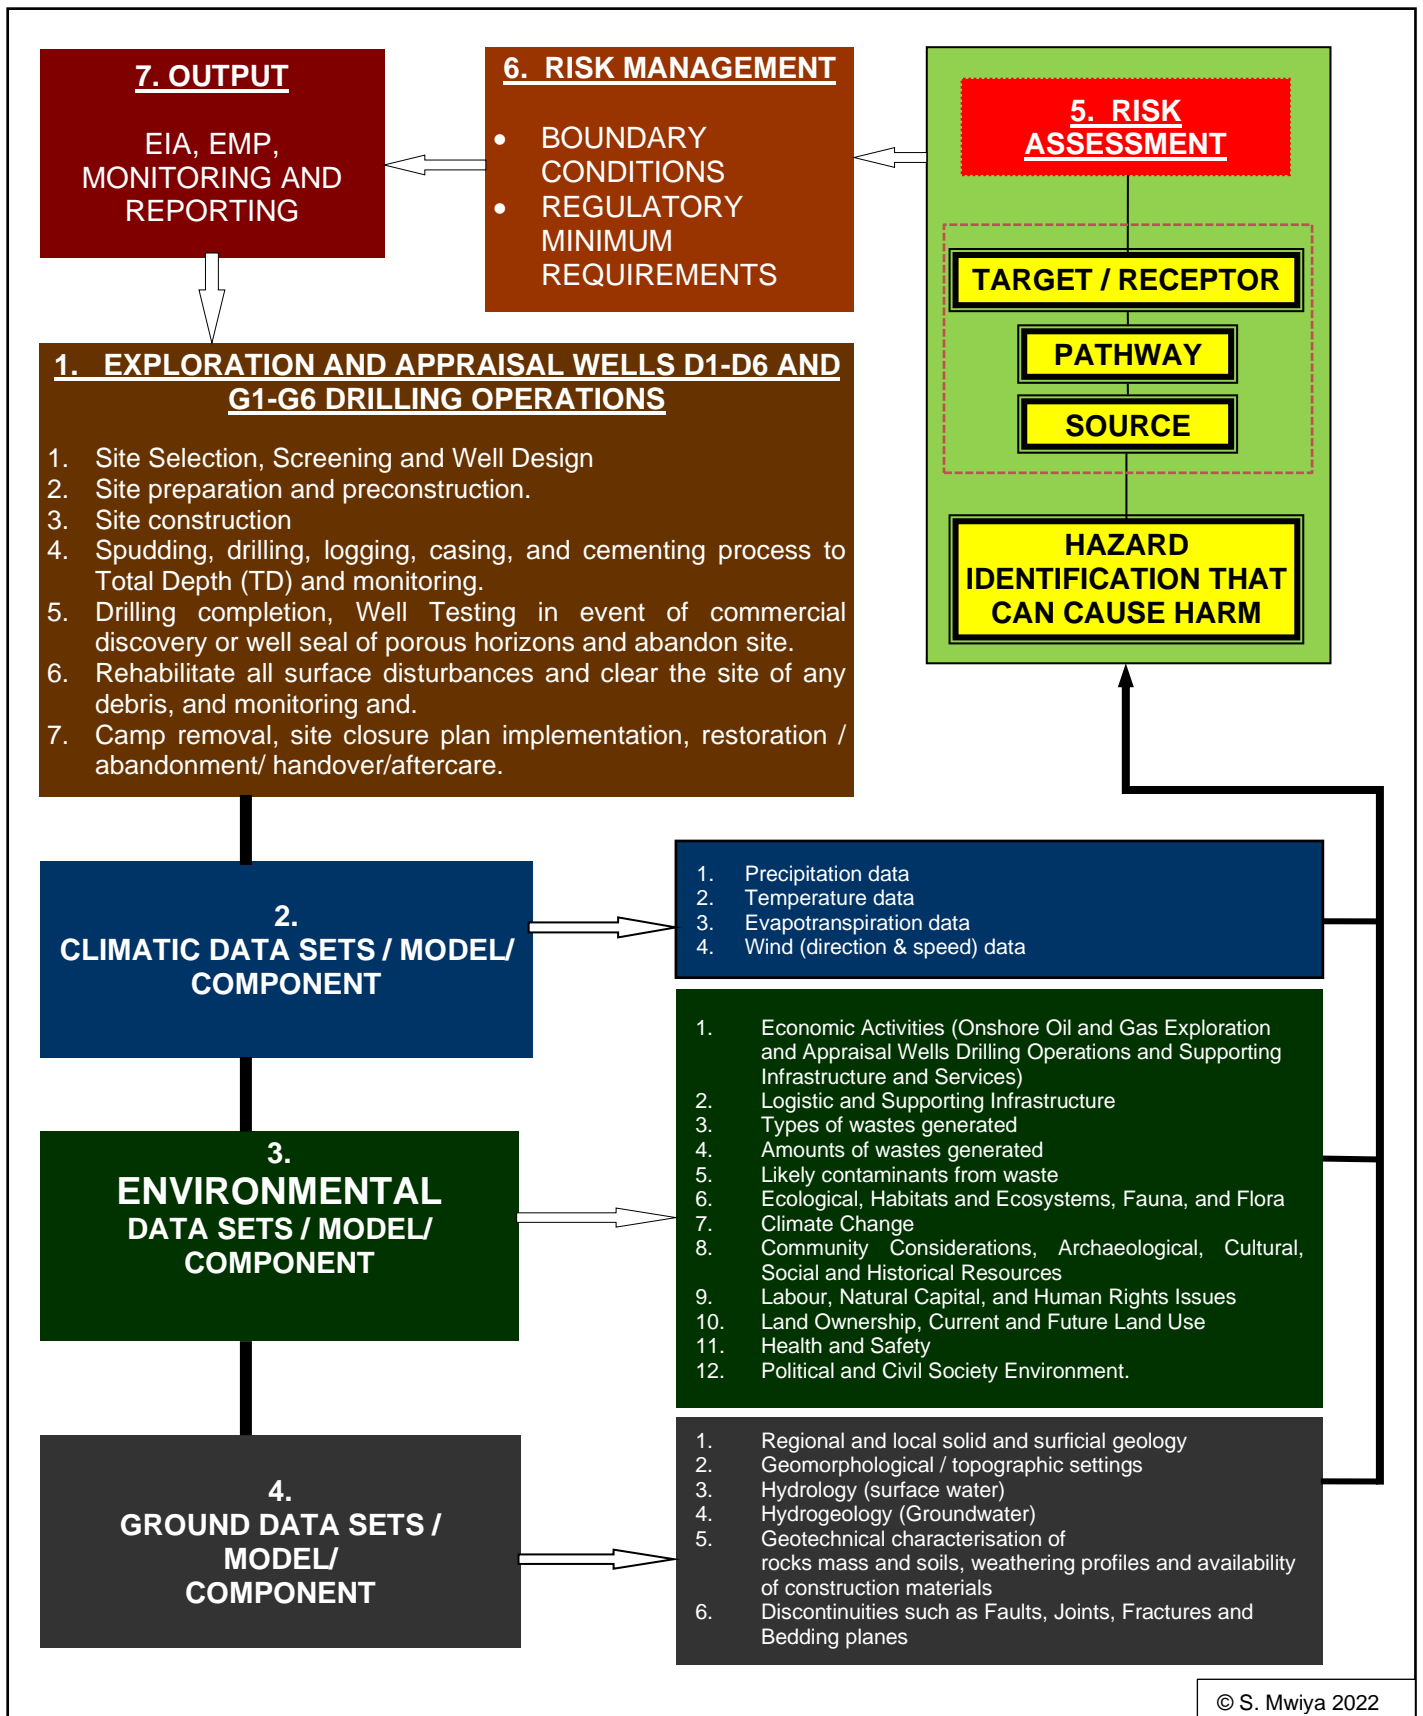 7. OUTPUT
EIA, EMP,
MONITORING AND
REPORTING
6. RISK MANAGEMENT
• BOUNDARY
CONDITIONS
• REGULATORY
MINIMUM
REQUIREMENTS
5. RISK
ASSESSMENT
TARGET / RECEPTOR
PATHWAY
SOURCE
HAZARD
IDENTIFICATION THAT
CAN CAUSE HARM
1. EXPLORATION AND APPRAISAL WELLS D1-D6 AND
G1-G6 DRILLING OPERATIONS
1. Site Selection, Screening and Well Design
2. Site preparation and preconstruction.
3. Site construction
4. Spudding, drilling, logging, casing, and cementing process to
Total Depth (TD) and monitoring.
5. Drilling completion, Well Testing in event of commercial
discovery or well seal of porous horizons and abandon site.
6. Rehabilitate all surface disturbances and clear the site of any
debris, and monitoring and.
7. Camp removal, site closure plan implementation, restoration /
abandonment/ handover/aftercare.
2.
CLIMATIC DATA SETS / MODEL/
COMPONENT
1. Precipitation data
2. Temperature data
3. Evapotranspiration data
4. Wind (direction & speed) data
3.
ENVIRONMENTAL
DATA SETS / MODEL/
COMPONENT
1. Economic Activities (Onshore Oil and Gas Exploration
and Appraisal Wells Drilling Operations and Supporting
Infrastructure and Services)
2. Logistic and Supporting Infrastructure
3. Types of wastes generated
4. Amounts of wastes generated
5. Likely contaminants from waste
6. Ecological, Habitats and Ecosystems, Fauna, and Flora
7. Climate Change
8. Community Considerations, Archaeological, Cultural,
Social and Historical Resources
9. Labour, Natural Capital, and Human Rights Issues
10. Land Ownership, Current and Future Land Use
11. Health and Safety
12. Political and Civil Society Environment.
4.
GROUND DATA SETS /
MODEL/
COMPONENT
1. Regional and local solid and surficial geology
2. Geomorphological / topographic settings
3. Hydrology (surface water)
4. Hydrogeology (Groundwater)
5. Geotechnical characterisation of
rocks mass and soils, weathering profiles and availability
of construction materials
6. Discontinuities such as Faults, Joints, Fractures and
Bedding planes
© S. Mwiya 2022